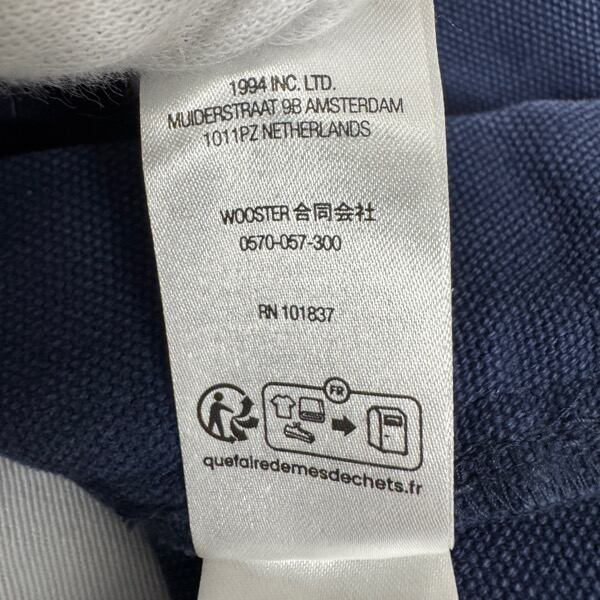 1994 INC. LTD.
MUIDERSTRAAT 9B AMSTERDAM
1011PZ NETHERLANDS
WOOSTER 合同会社
0570-057-300
RN 101837
FR
quefairedemesdechets.fr